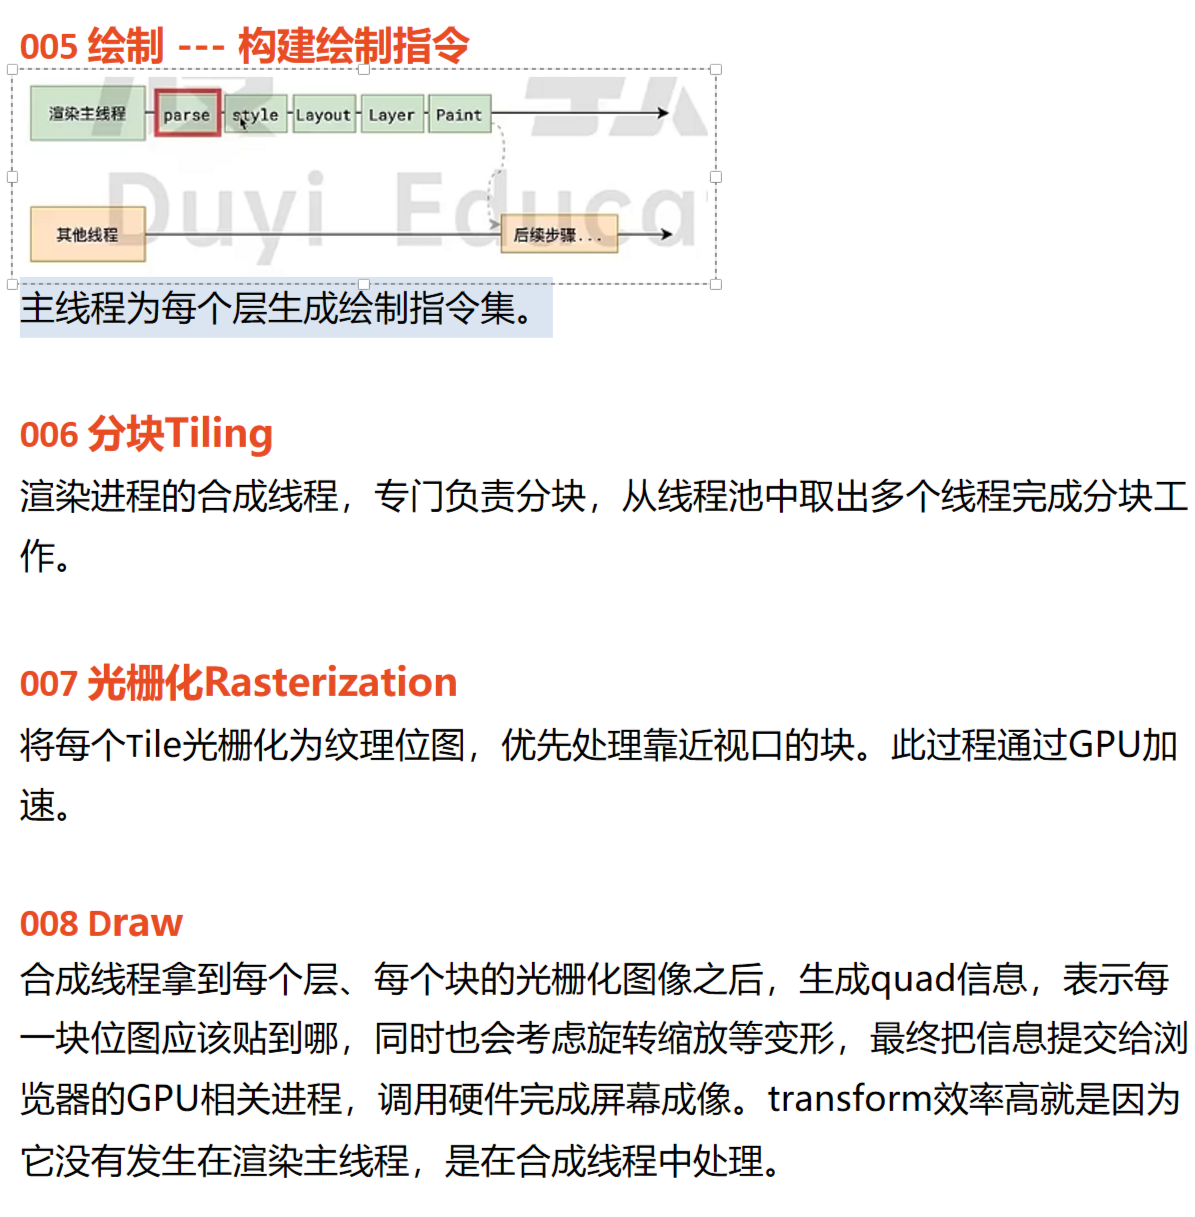 005 绘制 --- 构建绘制指令
渲染主线程 parse style Layout Layer Paint
Duyi Educa
其他线程 后续步骤...
主线程为每个层生成绘制指令集。
006 分块Tiling
渲染进程的合成线程，专门负责分块，从线程池中取出多个线程完成分块工
作。
007 光栅化Rasterization
将每个Tile光栅化为纹理位图，优先处理靠近视口的块。此过程通过GPU加
速。
008 Draw
合成线程拿到每个层、每个块的光栅化图像之后，生成quad信息，表示每
一块位图应该贴到哪，同时也会考虑旋转缩放等变形，最终把信息提交给浏
览器的GPU相关进程，调用硬件完成屏幕成像。transform效率高就是因为
它没有发生在渲染主线程，是在合成线程中处理。